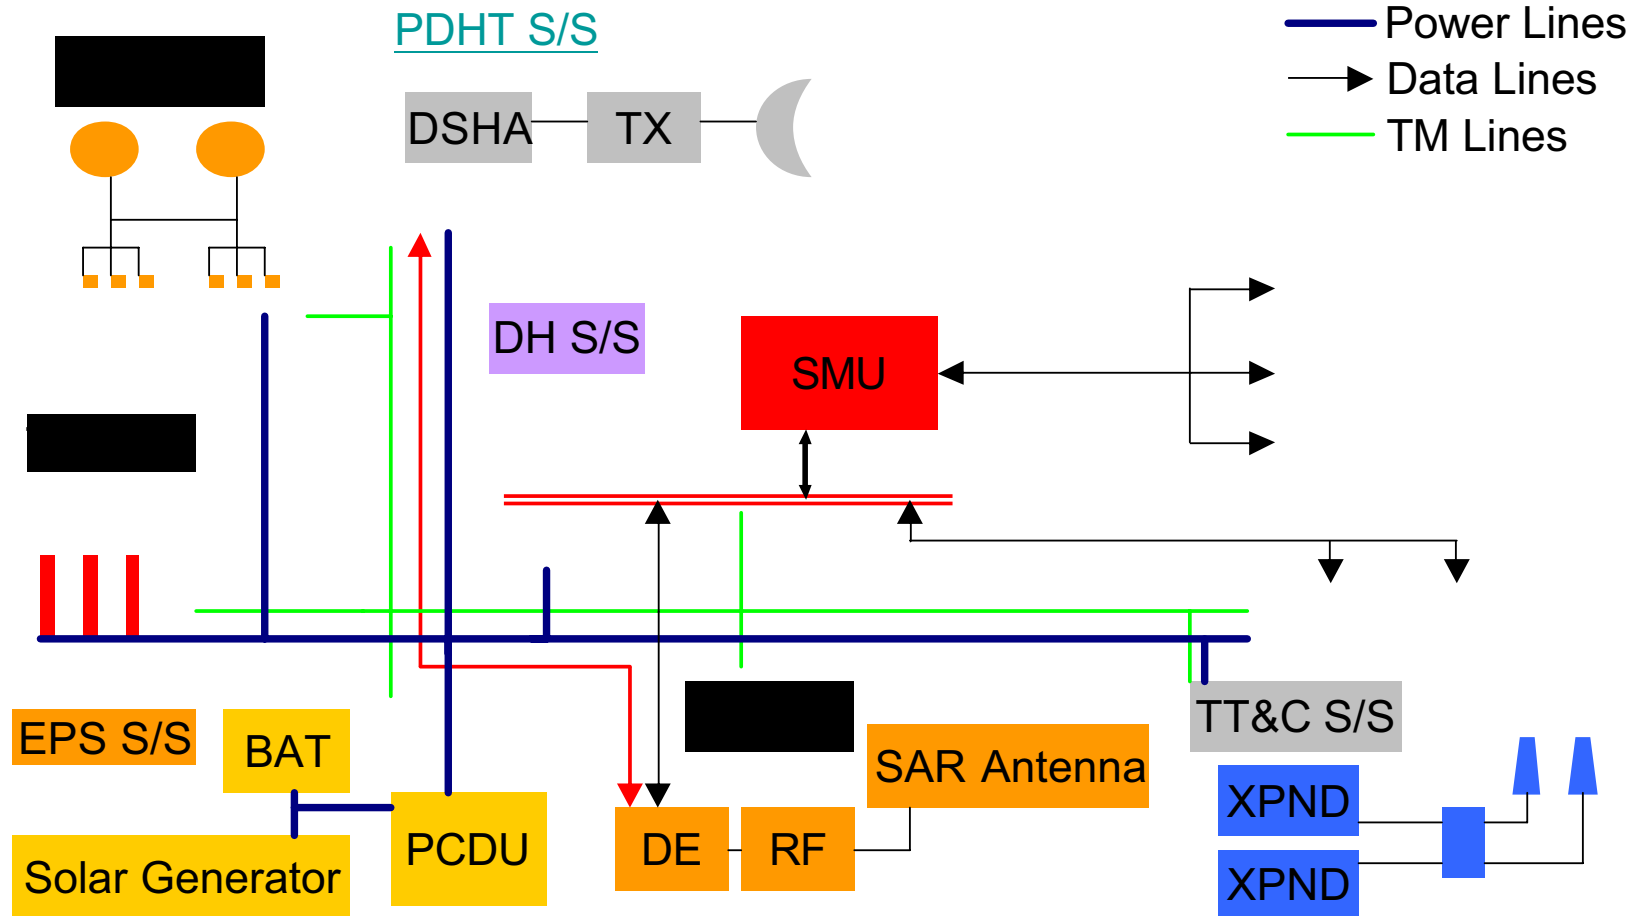 PDHT S/S
Power Lines
Data Lines
TM Lines
DSHA
TX
DH S/S
SMU
EPS S/S
BAT
SAR Antenna
TT&C S/S
XPND
PCDU
DE
RF
Solar Generator
XPND